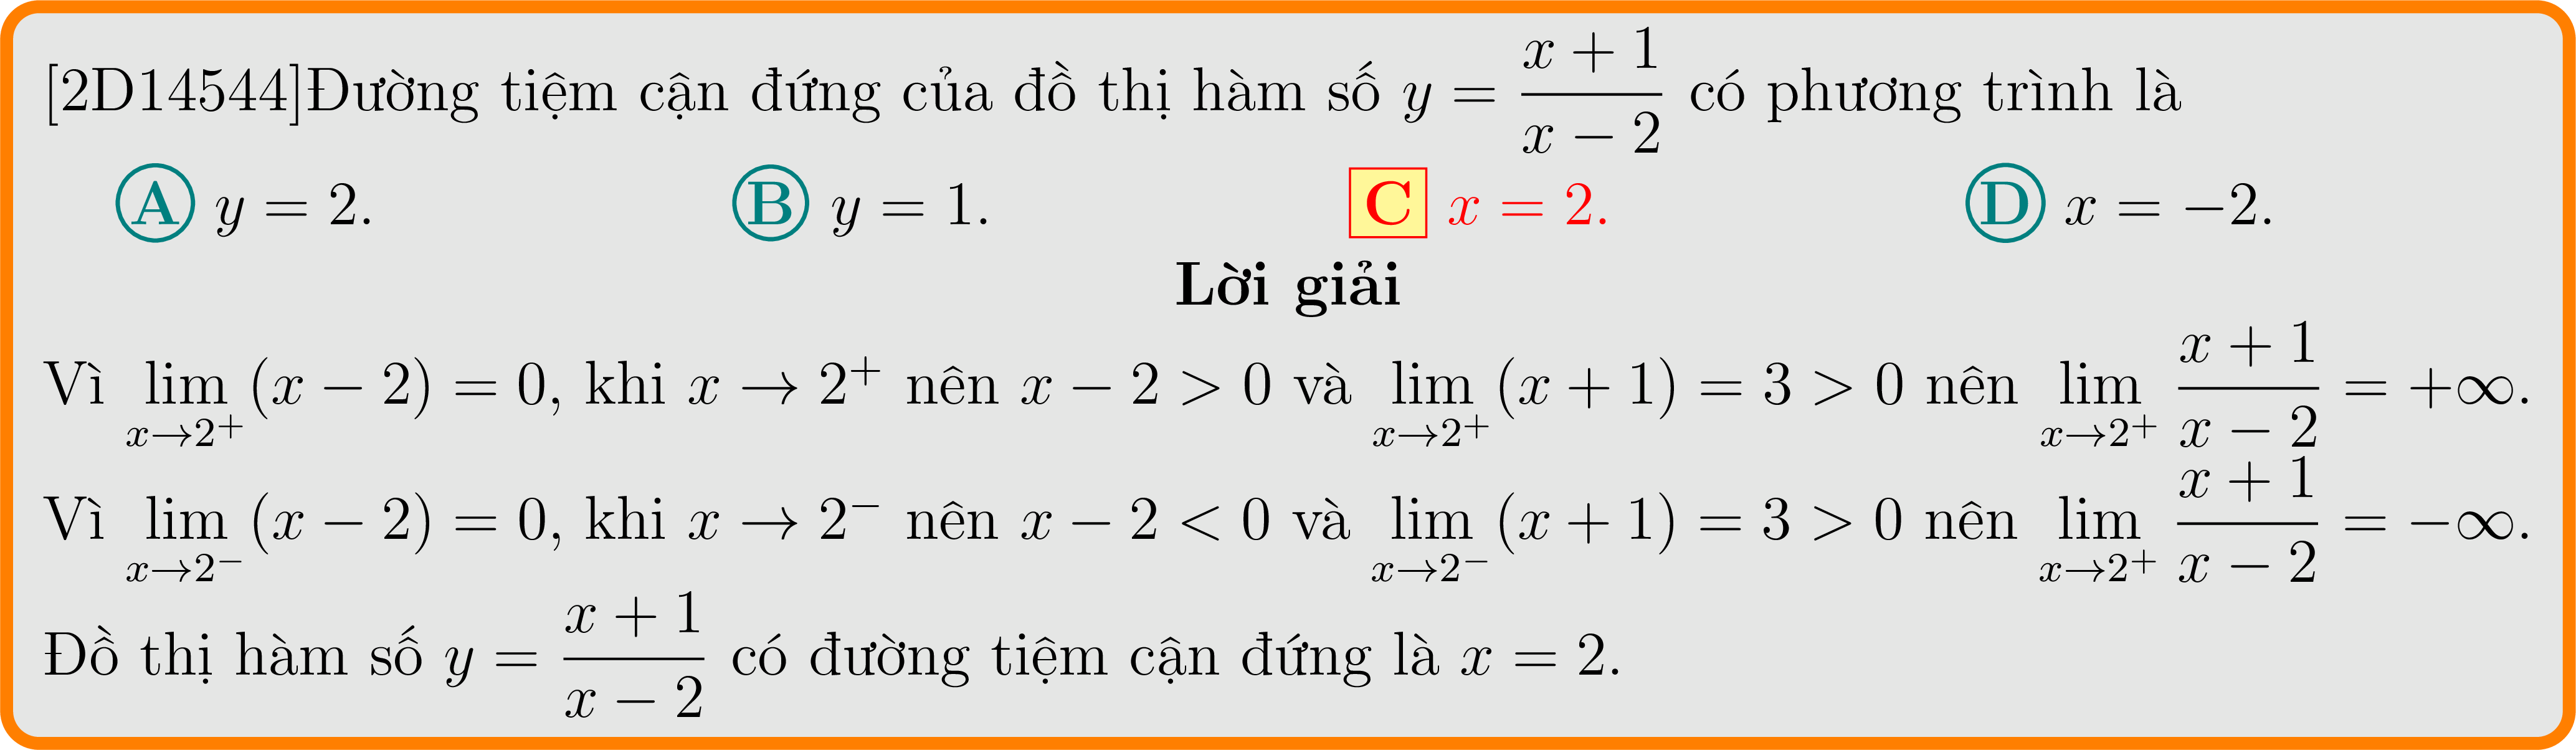 [2D14544]Đường tiệm cận đứng của đồ thị hàm số $y = \dfrac{x+1}{x-2}$ có phương trình là
A y = 2. B y = 1. C x = 2. D x = −2.
Lời giải
Vì $\lim\limits_{x \to 2^+} (x-2) = 0$, khi $x \to 2^+$ nên $x - 2 > 0$ và $\lim\limits_{x \to 2^+} (x+1) = 3 > 0$ nên $\lim\limits_{x \to 2^+} \dfrac{x+1}{x-2} = +\infty$.
Vì $\lim\limits_{x \to 2^-} (x-2) = 0$, khi $x \to 2^-$ nên $x - 2 < 0$ và $\lim\limits_{x \to 2^-} (x+1) = 3 > 0$ nên $\lim\limits_{x \to 2^+} \dfrac{x+1}{x-2} = -\infty$.
Đồ thị hàm số $y = \dfrac{x+1}{x-2}$ có đường tiệm cận đứng là $x = 2$.